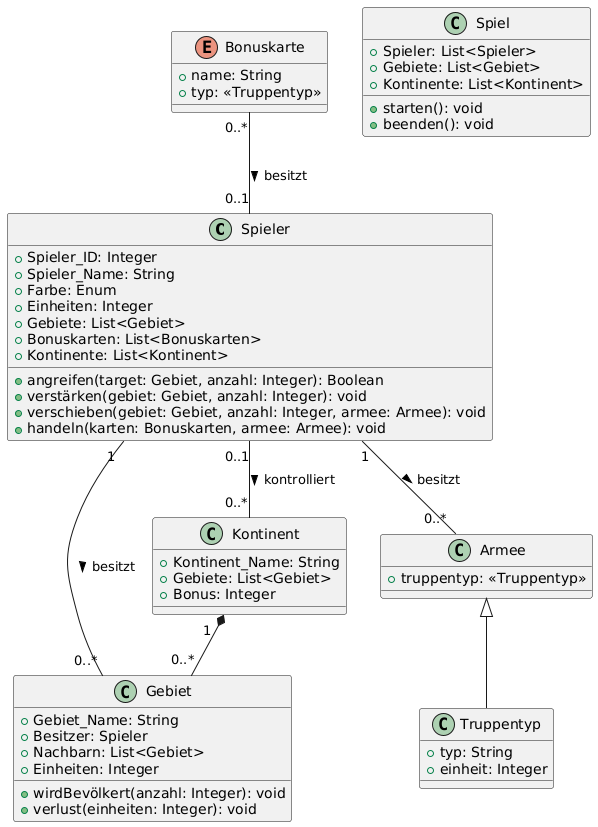 E Bonuskarte
name: String
typ: «Truppentyp»
C Spiel
Spieler: List<Spieler>
Gebiete: List<Gebiet>
Kontinente: List<Kontinent>
starten(): void
beenden(): void
0..*
besitzt
0..1
C Spieler
Spieler_ID: Integer
Spieler_Name: String
Farbe: Enum
Einheiten: Integer
Gebiete: List<Gebiet>
Bonuskarten: List<Bonuskarten>
Kontinente: List<Kontinent>
angreifen(target: Gebiet, anzahl: Integer): Boolean
verstärken(gebiet: Gebiet, anzahl: Integer): void
verschieben(gebiet: Gebiet, anzahl: Integer, armee: Armee): void
handeln(karten: Bonuskarten, armee: Armee): void
1
0..1
1
kontrolliert
besitzt
0..*
0..*
C Kontinent
Kontinent_Name: String
Gebiete: List<Gebiet>
Bonus: Integer
C Armee
truppentyp: «Truppentyp»
besitzt
1
0..*
0..*
C Gebiet
Gebiet_Name: String
Besitzer: Spieler
Nachbarn: List<Gebiet>
Einheiten: Integer
wirdBevölkert(anzahl: Integer): void
verlust(einheiten: Integer): void
C Truppentyp
typ: String
einheit: Integer